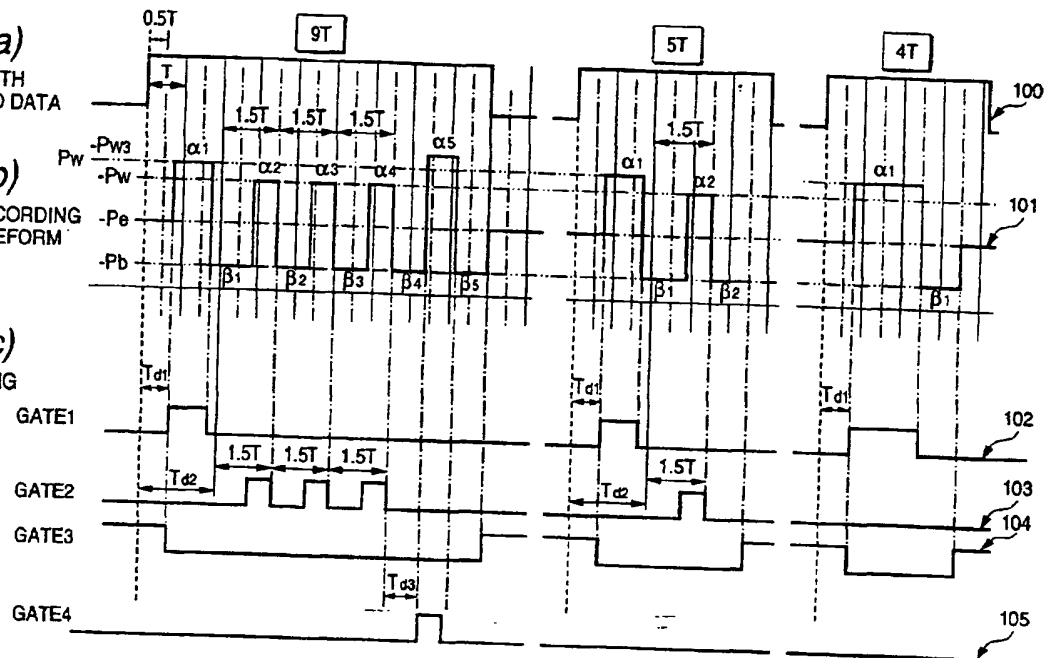 0.5T
9T
5T
4T
a)
TH
D DATA
T
100
1.5T 1.5T 1.5T
1.5T
-Pw3
Pw
-Pw
α1
α2
α3
α4
α5
α1
α2
α1
b)
CORDING
EFORM
-Pe
101
-Pb
β1
β2
β3
β4
β5
β1
β2
β1
c)
NG
Td1
Td1
Td1
GATE1
102
1.5T 1.5T 1.5T
1.5T
Td2
Td2
GATE2
103
GATE3
104
Td3
GATE4
105